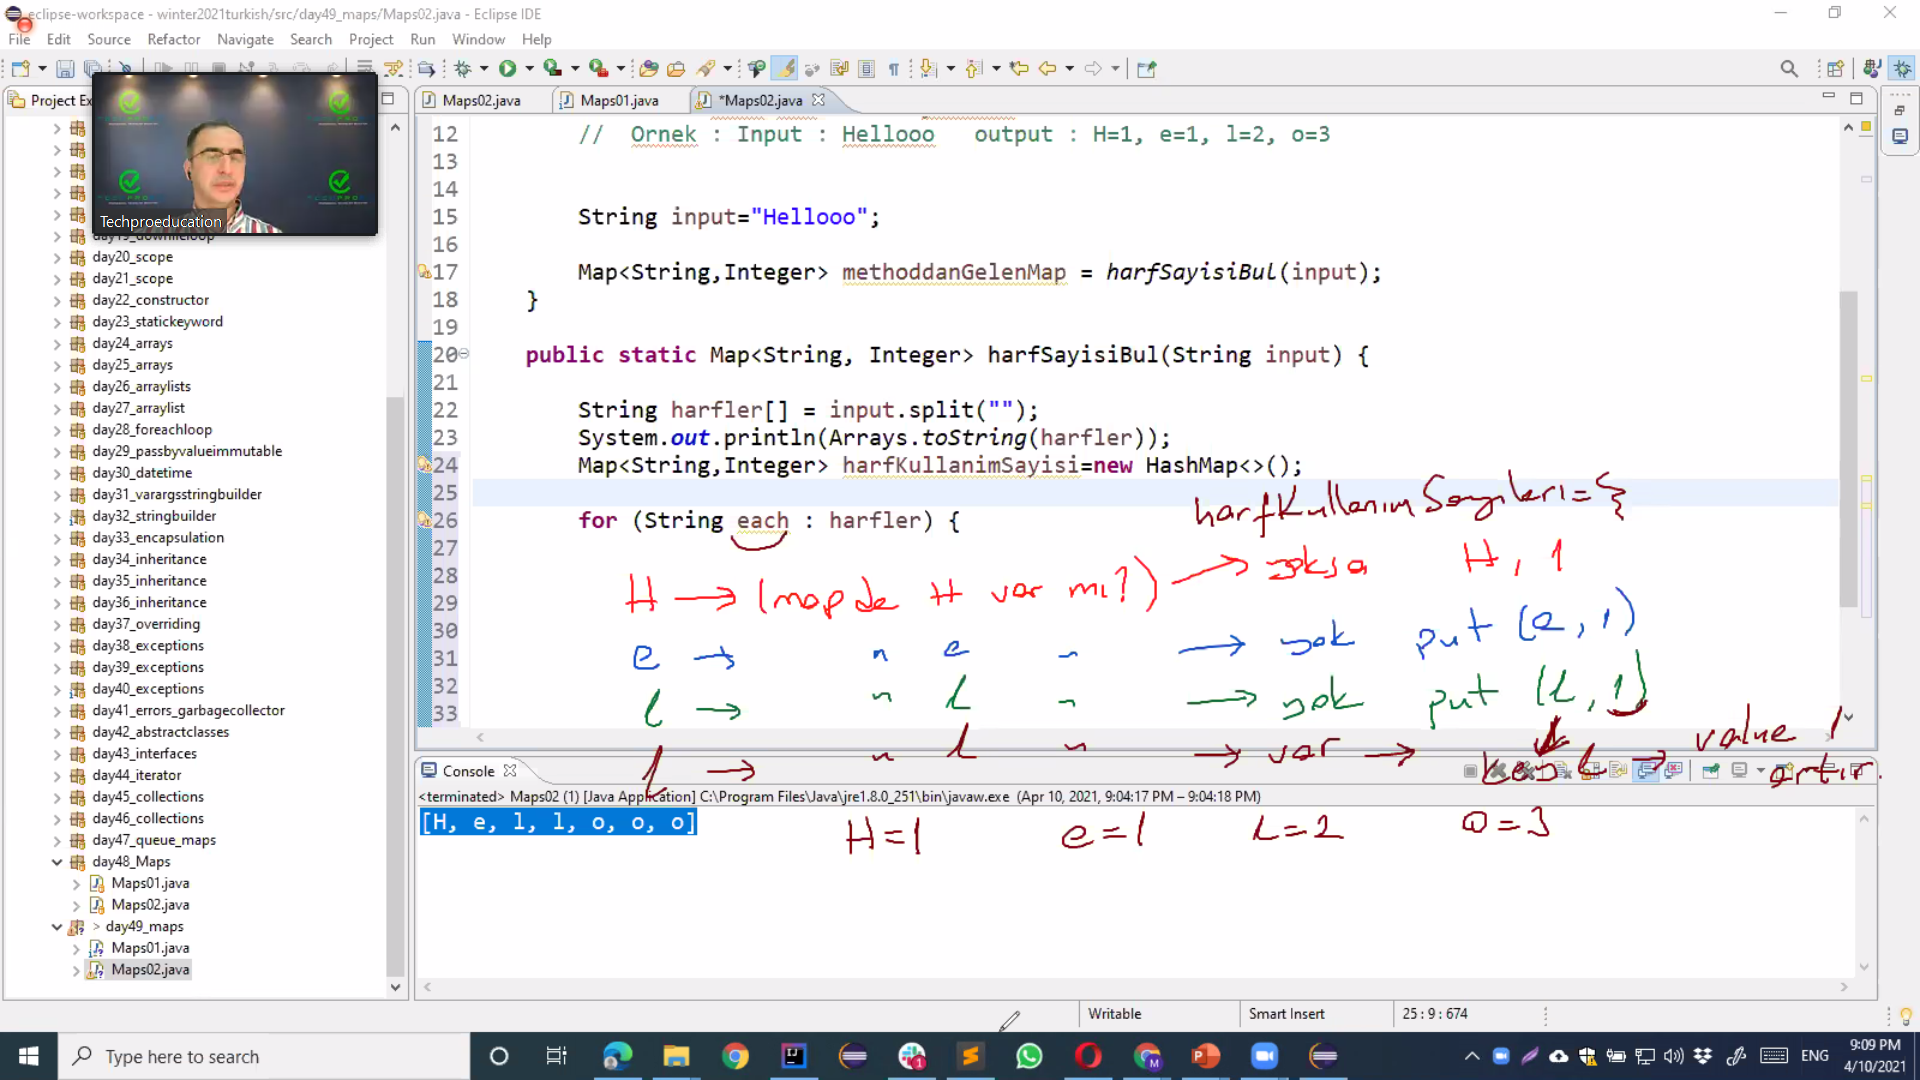 eclipse-workspace - winter2021turkish/src/day49_maps/Maps02.java - Eclipse IDE
File Edit Source Refactor Navigate Search Project Run Window Help
Project Ex
Maps02.java Maps01.java *Maps02.java
Techproeducation
day20_scope
day21_scope
day22_constructor
day23_statickeyword
day24_arrays
day25_arrays
day26_arraylists
day27_arraylist
day28_foreachloop
day29_passbyvalueimmutable
day30_datetime
day31_varargsstringbuilder
day32_stringbuilder
day33_encapsulation
day34_inheritance
day35_inheritance
day36_inheritance
day37_overriding
day38_exceptions
day39_exceptions
day40_exceptions
day41_errors_garbagecollector
day42_abstractclasses
day43_interfaces
day44_iterator
day45_collections
day46_collections
day47_queue_maps
day48_Maps
Maps01.java
Maps02.java
> day49_maps
Maps01.java
Maps02.java
12 // Ornek : Input : Hellooo output : H=1, e=1, l=2, o=3
13
14
15 String input="Hellooo";
16
17 Map<String,Integer> methoddanGelenMap = harfSayisiBul(input);
18 }
19
20 public static Map<String, Integer> harfSayisiBul(String input) {
21
22 String harfler[] = input.split("");
23 System.out.println(Arrays.toString(harfler));
24 Map<String,Integer> harfKullanimSayisi=new HashMap<>();
25
26 for (String each : harfler) {
27
28
29
30
31
32
33
harfKullanimSayıları={
H → (mapde H var mı?) → yoksa H, 1
e → " e " → yok put (e, 1)
l → " l " → yok put (l, 1)
l → " l " → var → key l → value 1 artır.
Console
<terminated> Maps02 (1) [Java Application] C:\Program Files\Java\jre1.8.0_251\bin\javaw.exe (Apr 10, 2021, 9:04:17 PM – 9:04:18 PM)
[H, e, l, l, o, o, o]
H=1 e=1 L=2 O=3
Writable Smart Insert 25 : 9 : 674
Type here to search
ENG
9:09 PM
4/10/2021